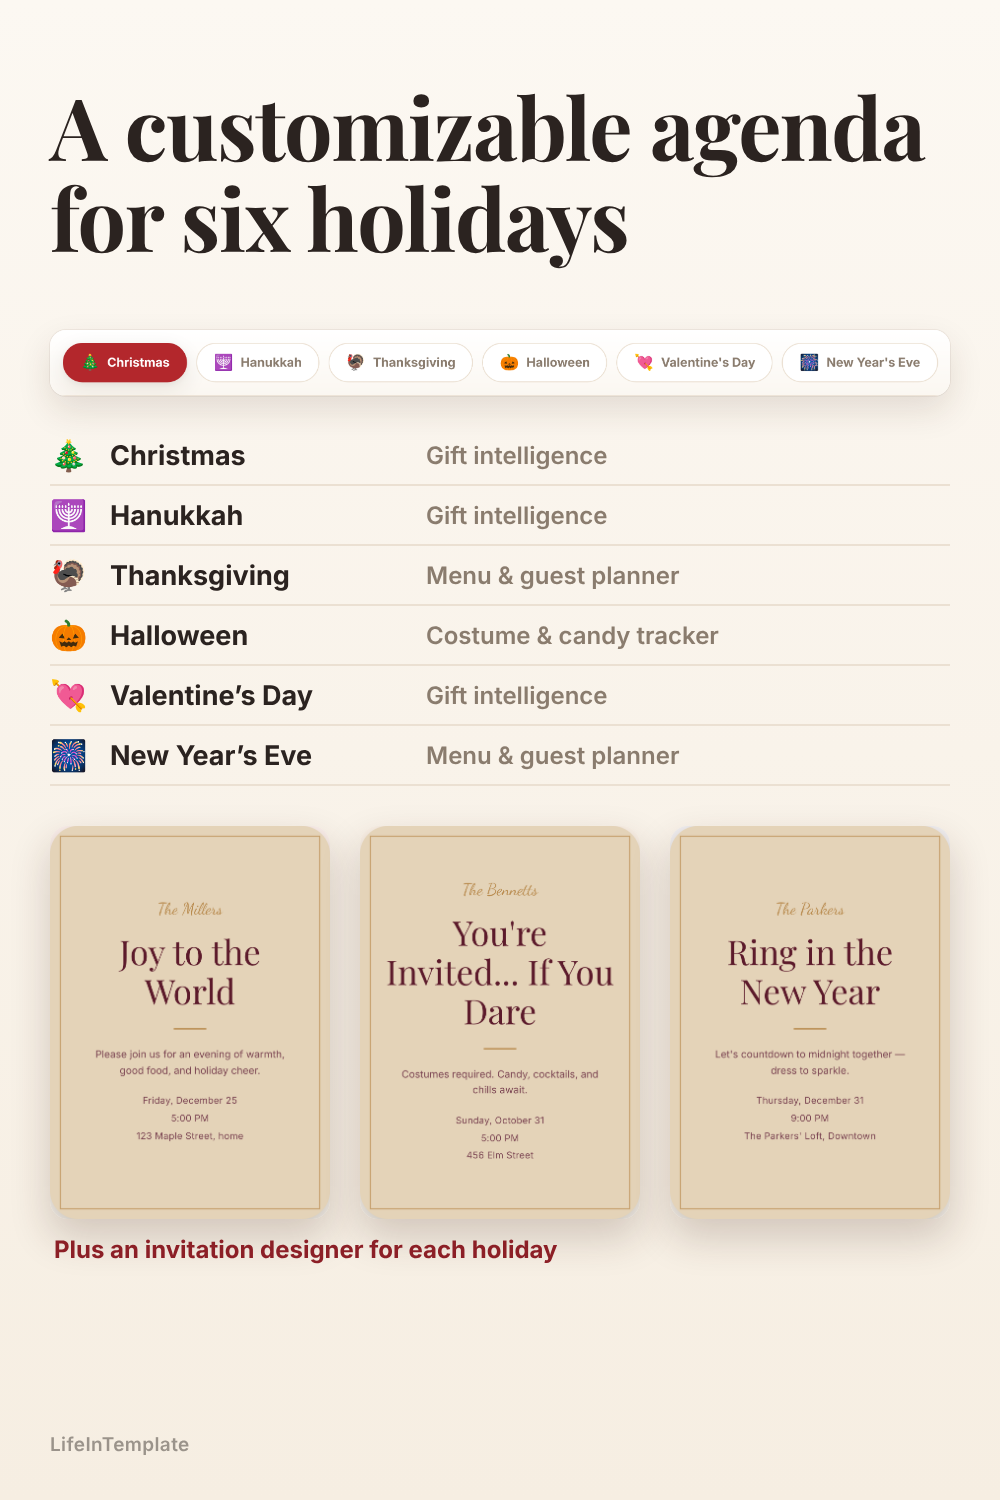 A customizable agenda
for six holidays
Christmas
Hanukkah
Thanksgiving
Halloween
Valentine's Day
New Year's Eve
Christmas
Gift intelligence
Hanukkah
Gift intelligence
Thanksgiving
Menu & guest planner
Halloween
Costume & candy tracker
Valentine’s Day
Gift intelligence
New Year’s Eve
Menu & guest planner
The Millers
Joy to the
World
Please join us for an evening of warmth,
good food, and holiday cheer.
Friday, December 25
5:00 PM
123 Maple Street, home
The Bennetts
You're
Invited... If You
Dare
Costumes required. Candy, cocktails, and
chills await.
Sunday, October 31
5:00 PM
456 Elm Street
The Parkers
Ring in the
New Year
Let's countdown to midnight together —
dress to sparkle.
Thursday, December 31
9:00 PM
The Parkers' Loft, Downtown
Plus an invitation designer for each holiday
LifeInTemplate